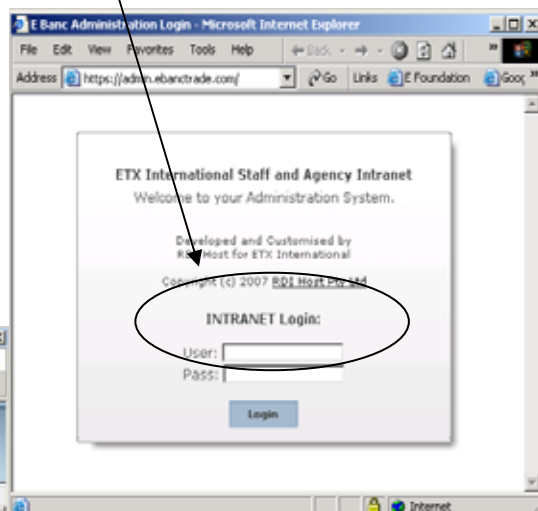 E Banc Administration Login - Microsoft Internet Explorer
File Edit View Favorites Tools Help Back
Address https://admin.ebanctrade.com/ Go Links E Foundation
ETX International Staff and Agency Intranet
Welcome to your Administration System.
Developed and Customised by
RDI Host for ETX International
Copyright (c) 2007 RDI Host Pty Ltd
INTRANET Login:
User:
Pass:
Login
Internet